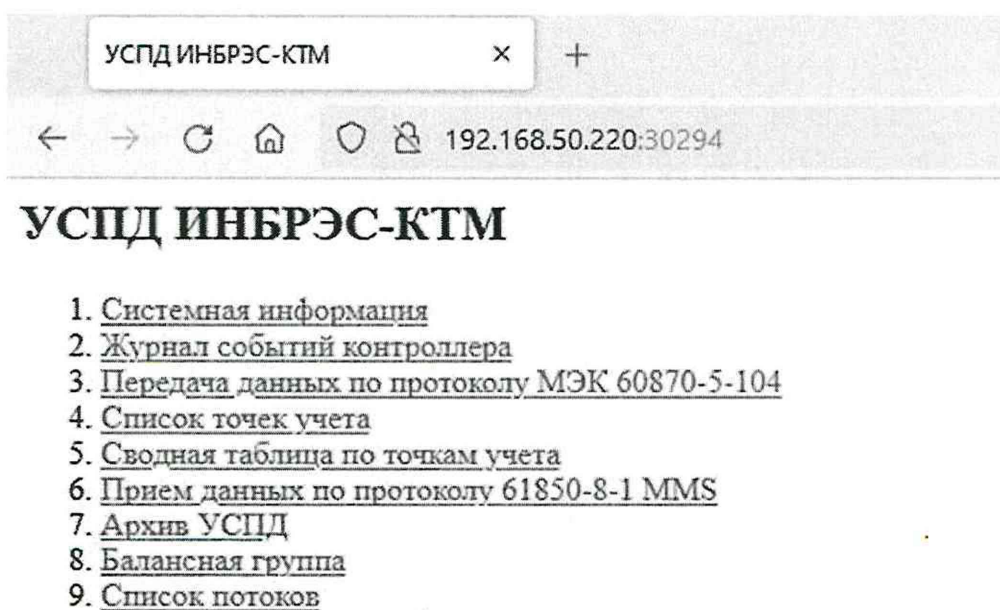 УСПД ИНБРЭС-КТМ
192.168.50.220:30294
УСПД ИНБРЭС-КТМ
1. Системная информация
2. Журнал событий контроллера
3. Передача данных по протоколу МЭК 60870-5-104
4. Список точек учета
5. Сводная таблица по точкам учета
6. Прием данных по протоколу 61850-8-1 MMS
7. Архив УСПД
8. Балансная группа
9. Список потоков